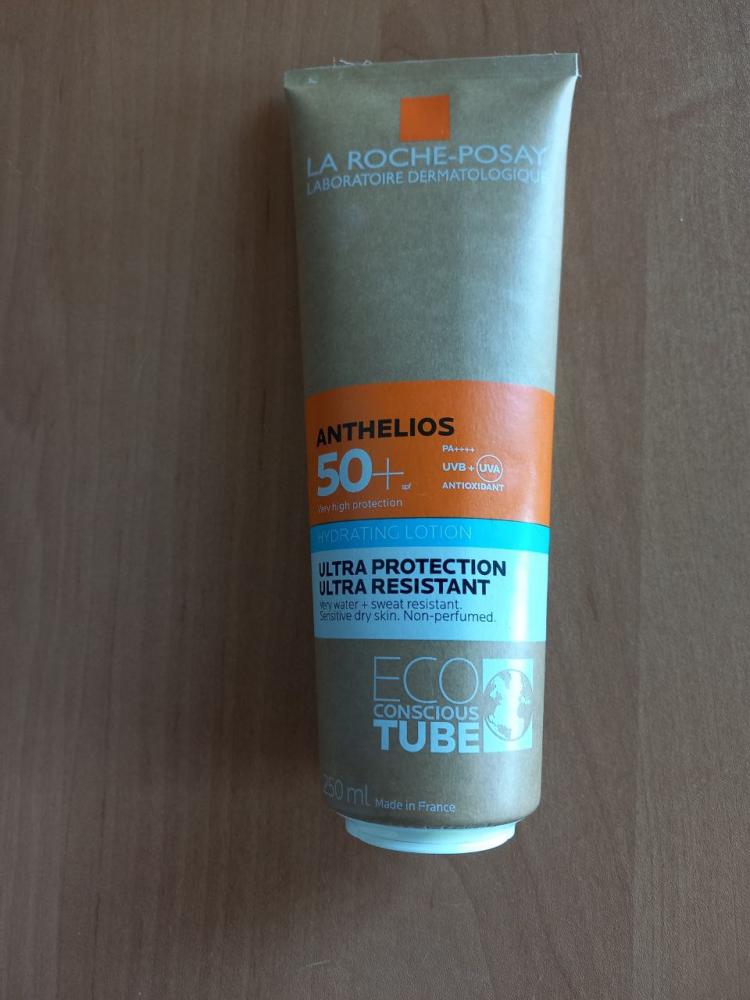 LA ROCHE-POSAY
LABORATOIRE DERMATOLOGIQUE
ANTHELIOS
50+ spf
Very high protection
PA++++
UVB + UVA
ANTIOXIDANT
HYDRATING LOTION
ULTRA PROTECTION
ULTRA RESISTANT
Very water + sweat resistant.
Sensitive dry skin. Non-perfumed.
ECO
CONSCIOUS
TUBE
250 ml Made in France